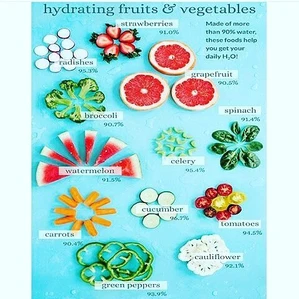 hydrating fruits & vegetables
strawberries
91.0%
Made of more
than 90% water,
these foods help
you get your
daily H₂O!
radishes
95.3%
grapefruit
90.5%
broccoli
90.7%
spinach
91.4%
celery
95.4%
watermelon
91.5%
cucumber
96.7%
tomatoes
94.5%
carrots
90.4%
cauliflower
92.1%
green peppers
93.9%